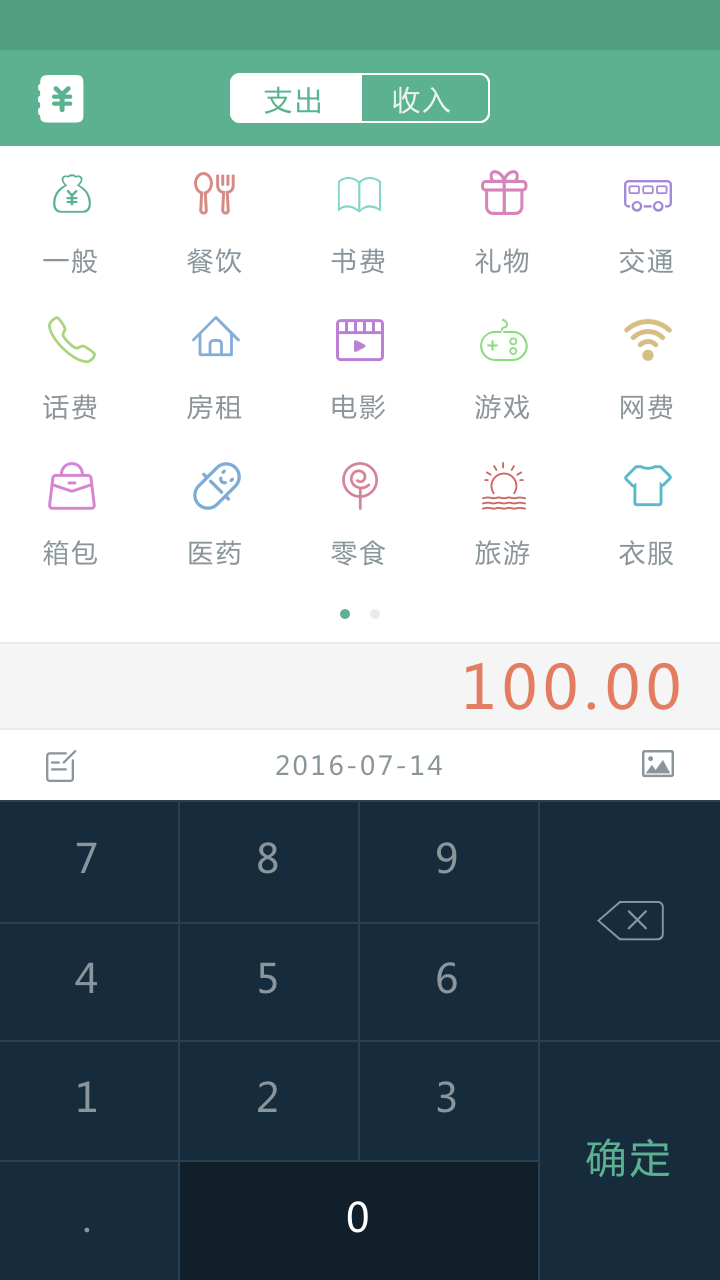 ¥ 支出 收入
¥
一般 餐饮 书费 礼物 交通
话费 房租 电影 游戏 网费
箱包 医药 零食 旅游 衣服
100.00
2016-07-14
7 8 9
4 5 6
1 2 3
确定
. 0